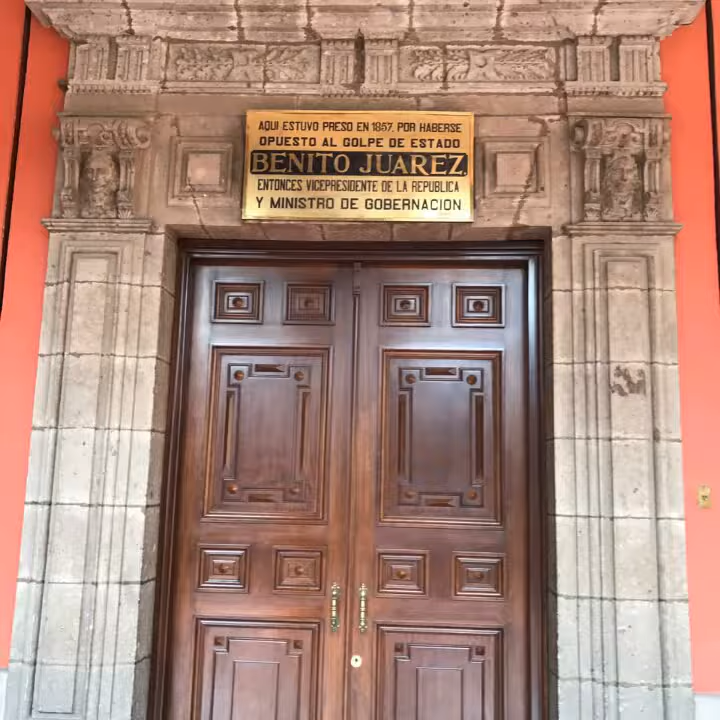 AQUI ESTUVO PRESO EN 1857, POR HABERSE
OPUESTO AL GOLPE DE ESTADO
BENITO JUAREZ,
ENTONCES VICEPRESIDENTE DE LA REPUBLICA
Y MINISTRO DE GOBERNACION